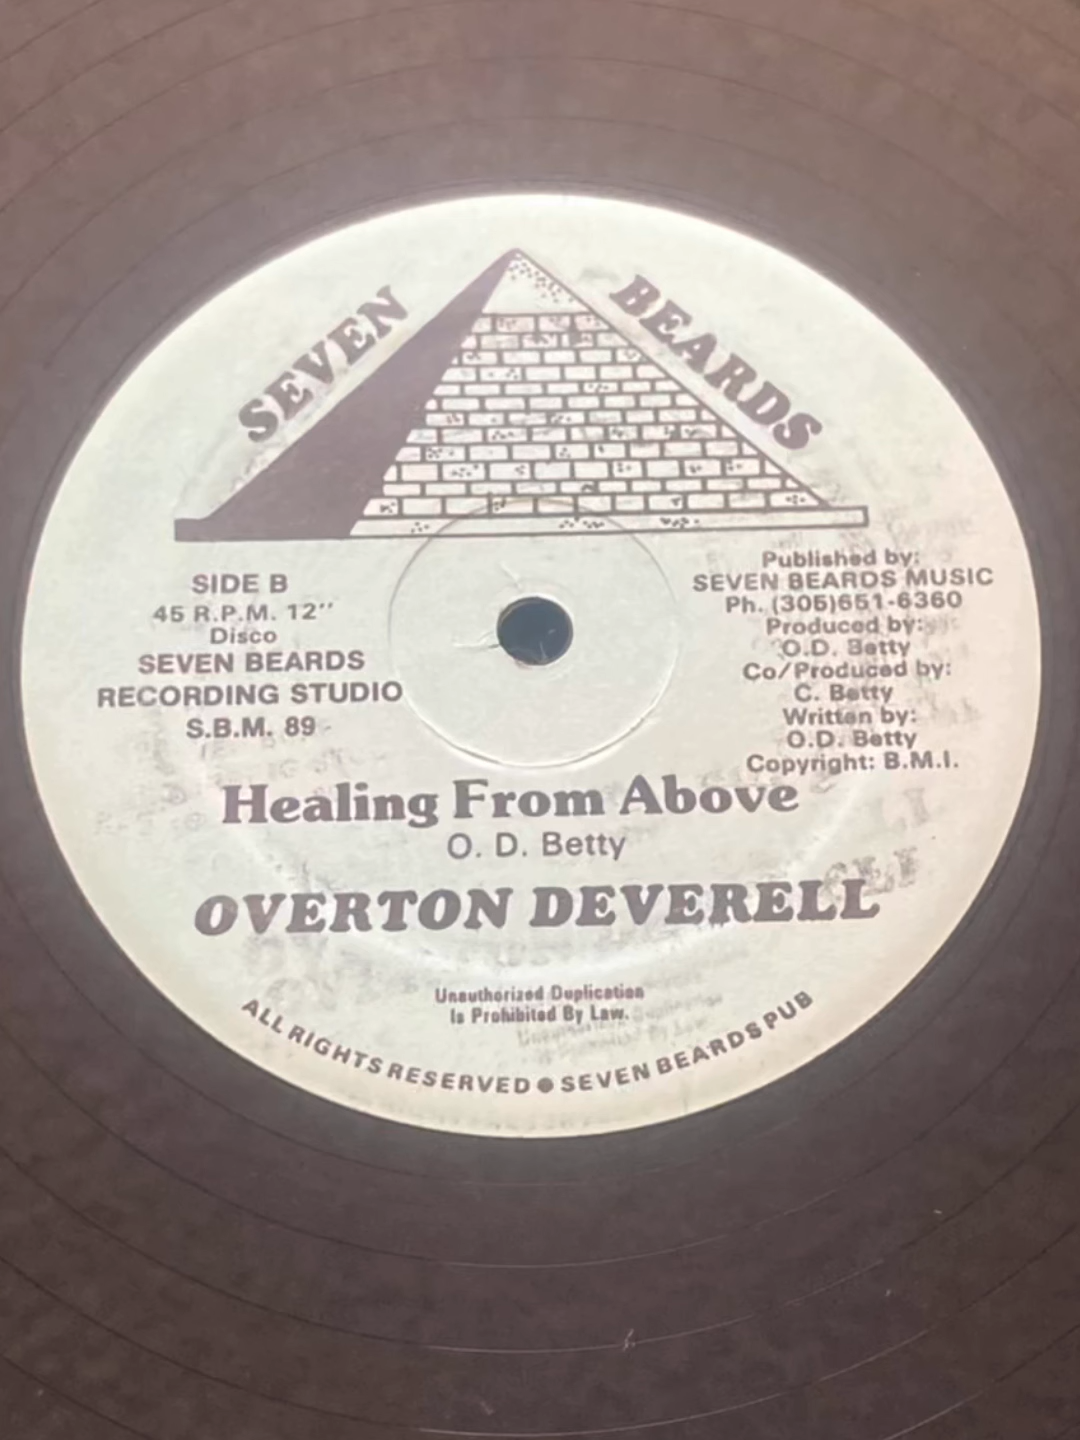 SEVEN BEARDS
SIDE B
45 R.P.M. 12"
Disco
SEVEN BEARDS
RECORDING STUDIO
S.B.M. 89
Published by:
SEVEN BEARDS MUSIC
Ph. (305)651-6360
Produced by:
O.D. Betty
Co/Produced by:
C. Betty
Written by:
O.D. Betty
Copyright: B.M.I.
Healing From Above
O. D. Betty
OVERTON DEVERELL
Unauthorized Duplication
Is Prohibited By Law.
ALL RIGHTS RESERVED ● SEVEN BEARDS PUB